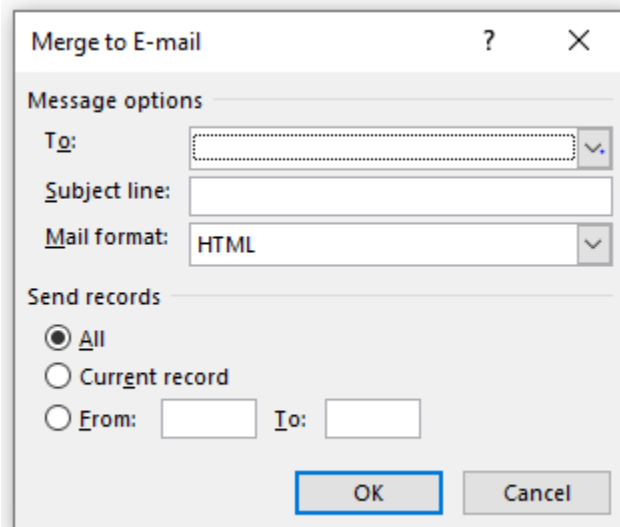 Merge to E-mail ?
Message options
To:
Subject line:
Mail format: HTML
Send records
All
Current record
From: To:
OK Cancel